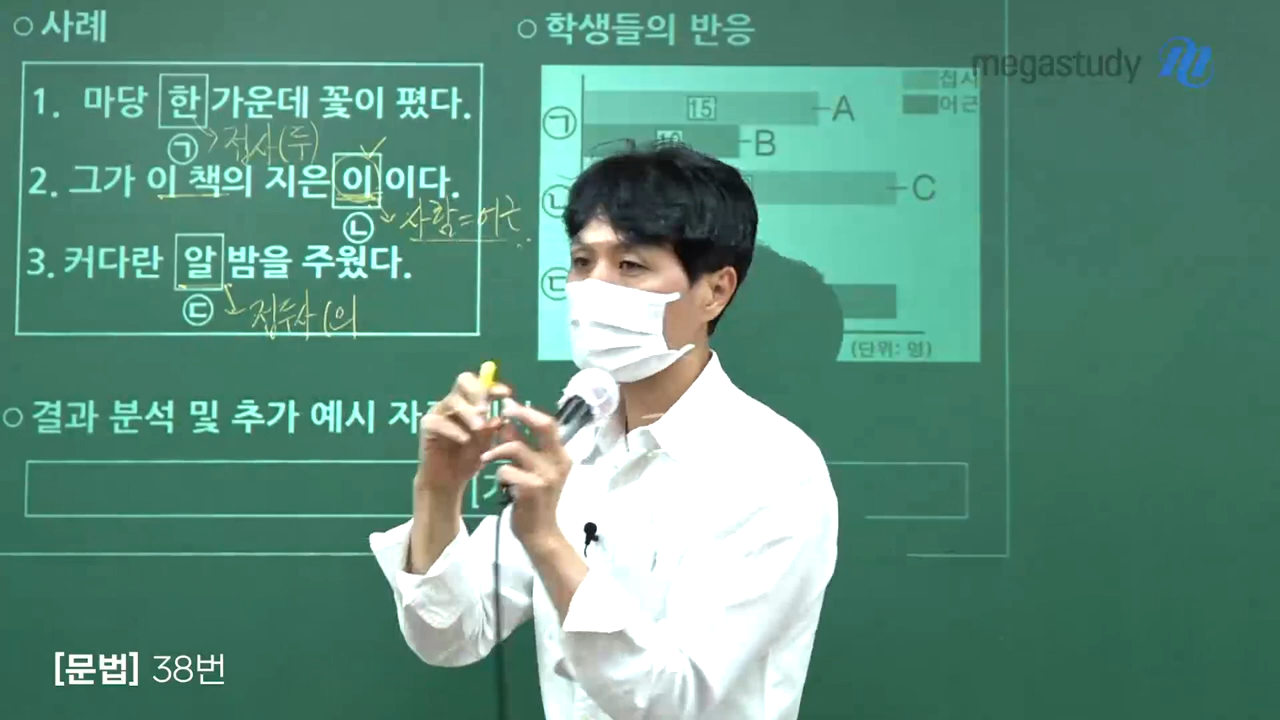 ○ 사례
1. 마당 한 가운데 꽃이 폈다.
㉠ 접사(두)
2. 그가 이 책의 지은 이 이다.
㉡ 사람=어근
3. 커다란 알 밤을 주웠다.
㉢ 접두사(의
○ 학생들의 반응
megastudy
접사
어근
㉠ 15 A
10 B
㉡ C
㉢
(단위: 명)
○ 결과 분석 및 추가 예시 자
[문법] 38번